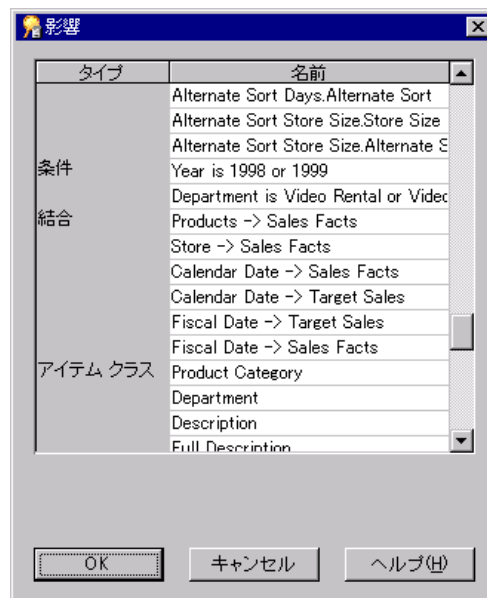 影響
タイプ 名前
Alternate Sort Days.Alternate Sort
Alternate Sort Store Size.Store Size
Alternate Sort Store Size.Alternate S
条件 Year is 1998 or 1999
Department is Video Rental or Video
結合 Products -> Sales Facts
Store -> Sales Facts
Calendar Date -> Sales Facts
Calendar Date -> Target Sales
Fiscal Date -> Target Sales
Fiscal Date -> Sales Facts
アイテム クラス Product Category
Department
Description
Full Description
OK キャンセル ヘルプ(H)